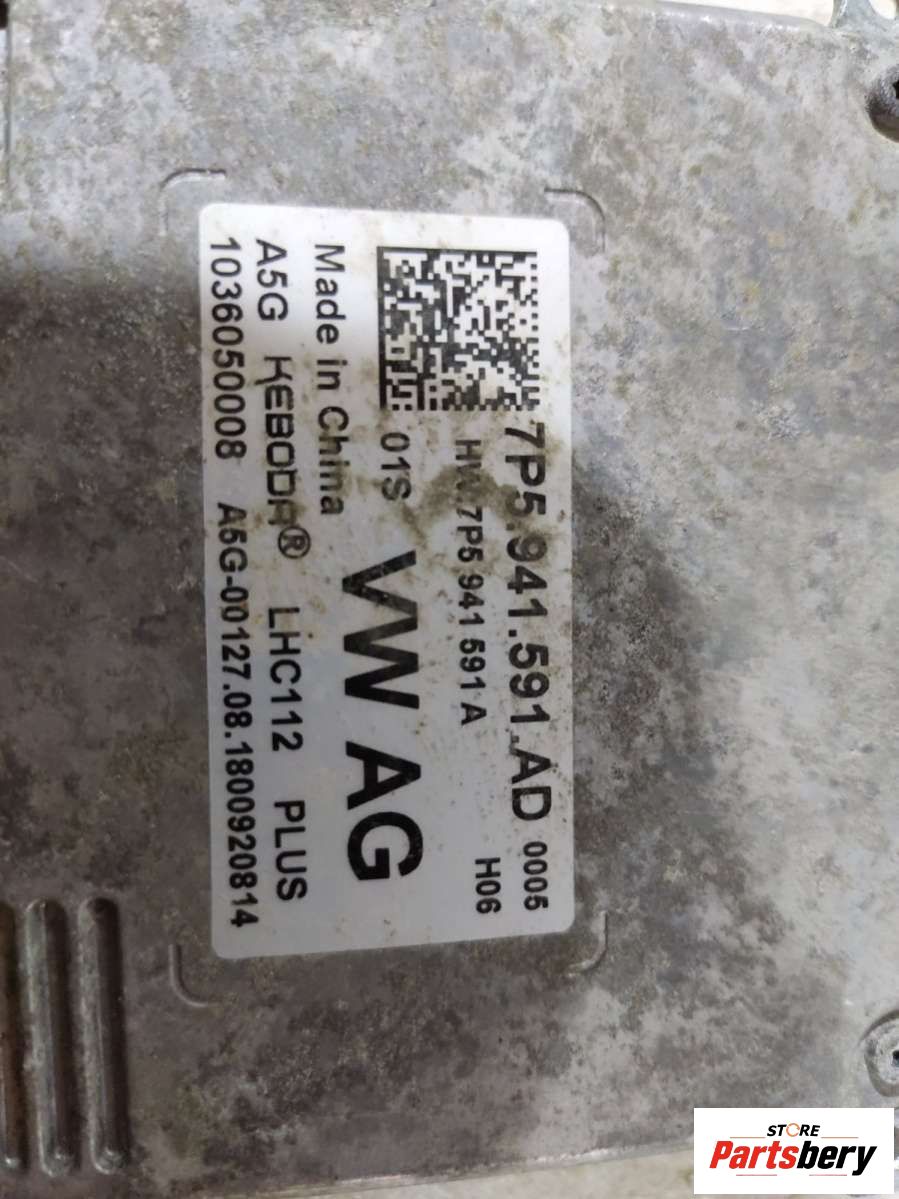 7P5.941.591.AD 0005
HW:7P5 941 591 A H06
01S VW AG
Made in China
A5G KEBODA® LHC112 PLUS
1036050008 A5G-00127.08.1800920814
STORE
Partsbery